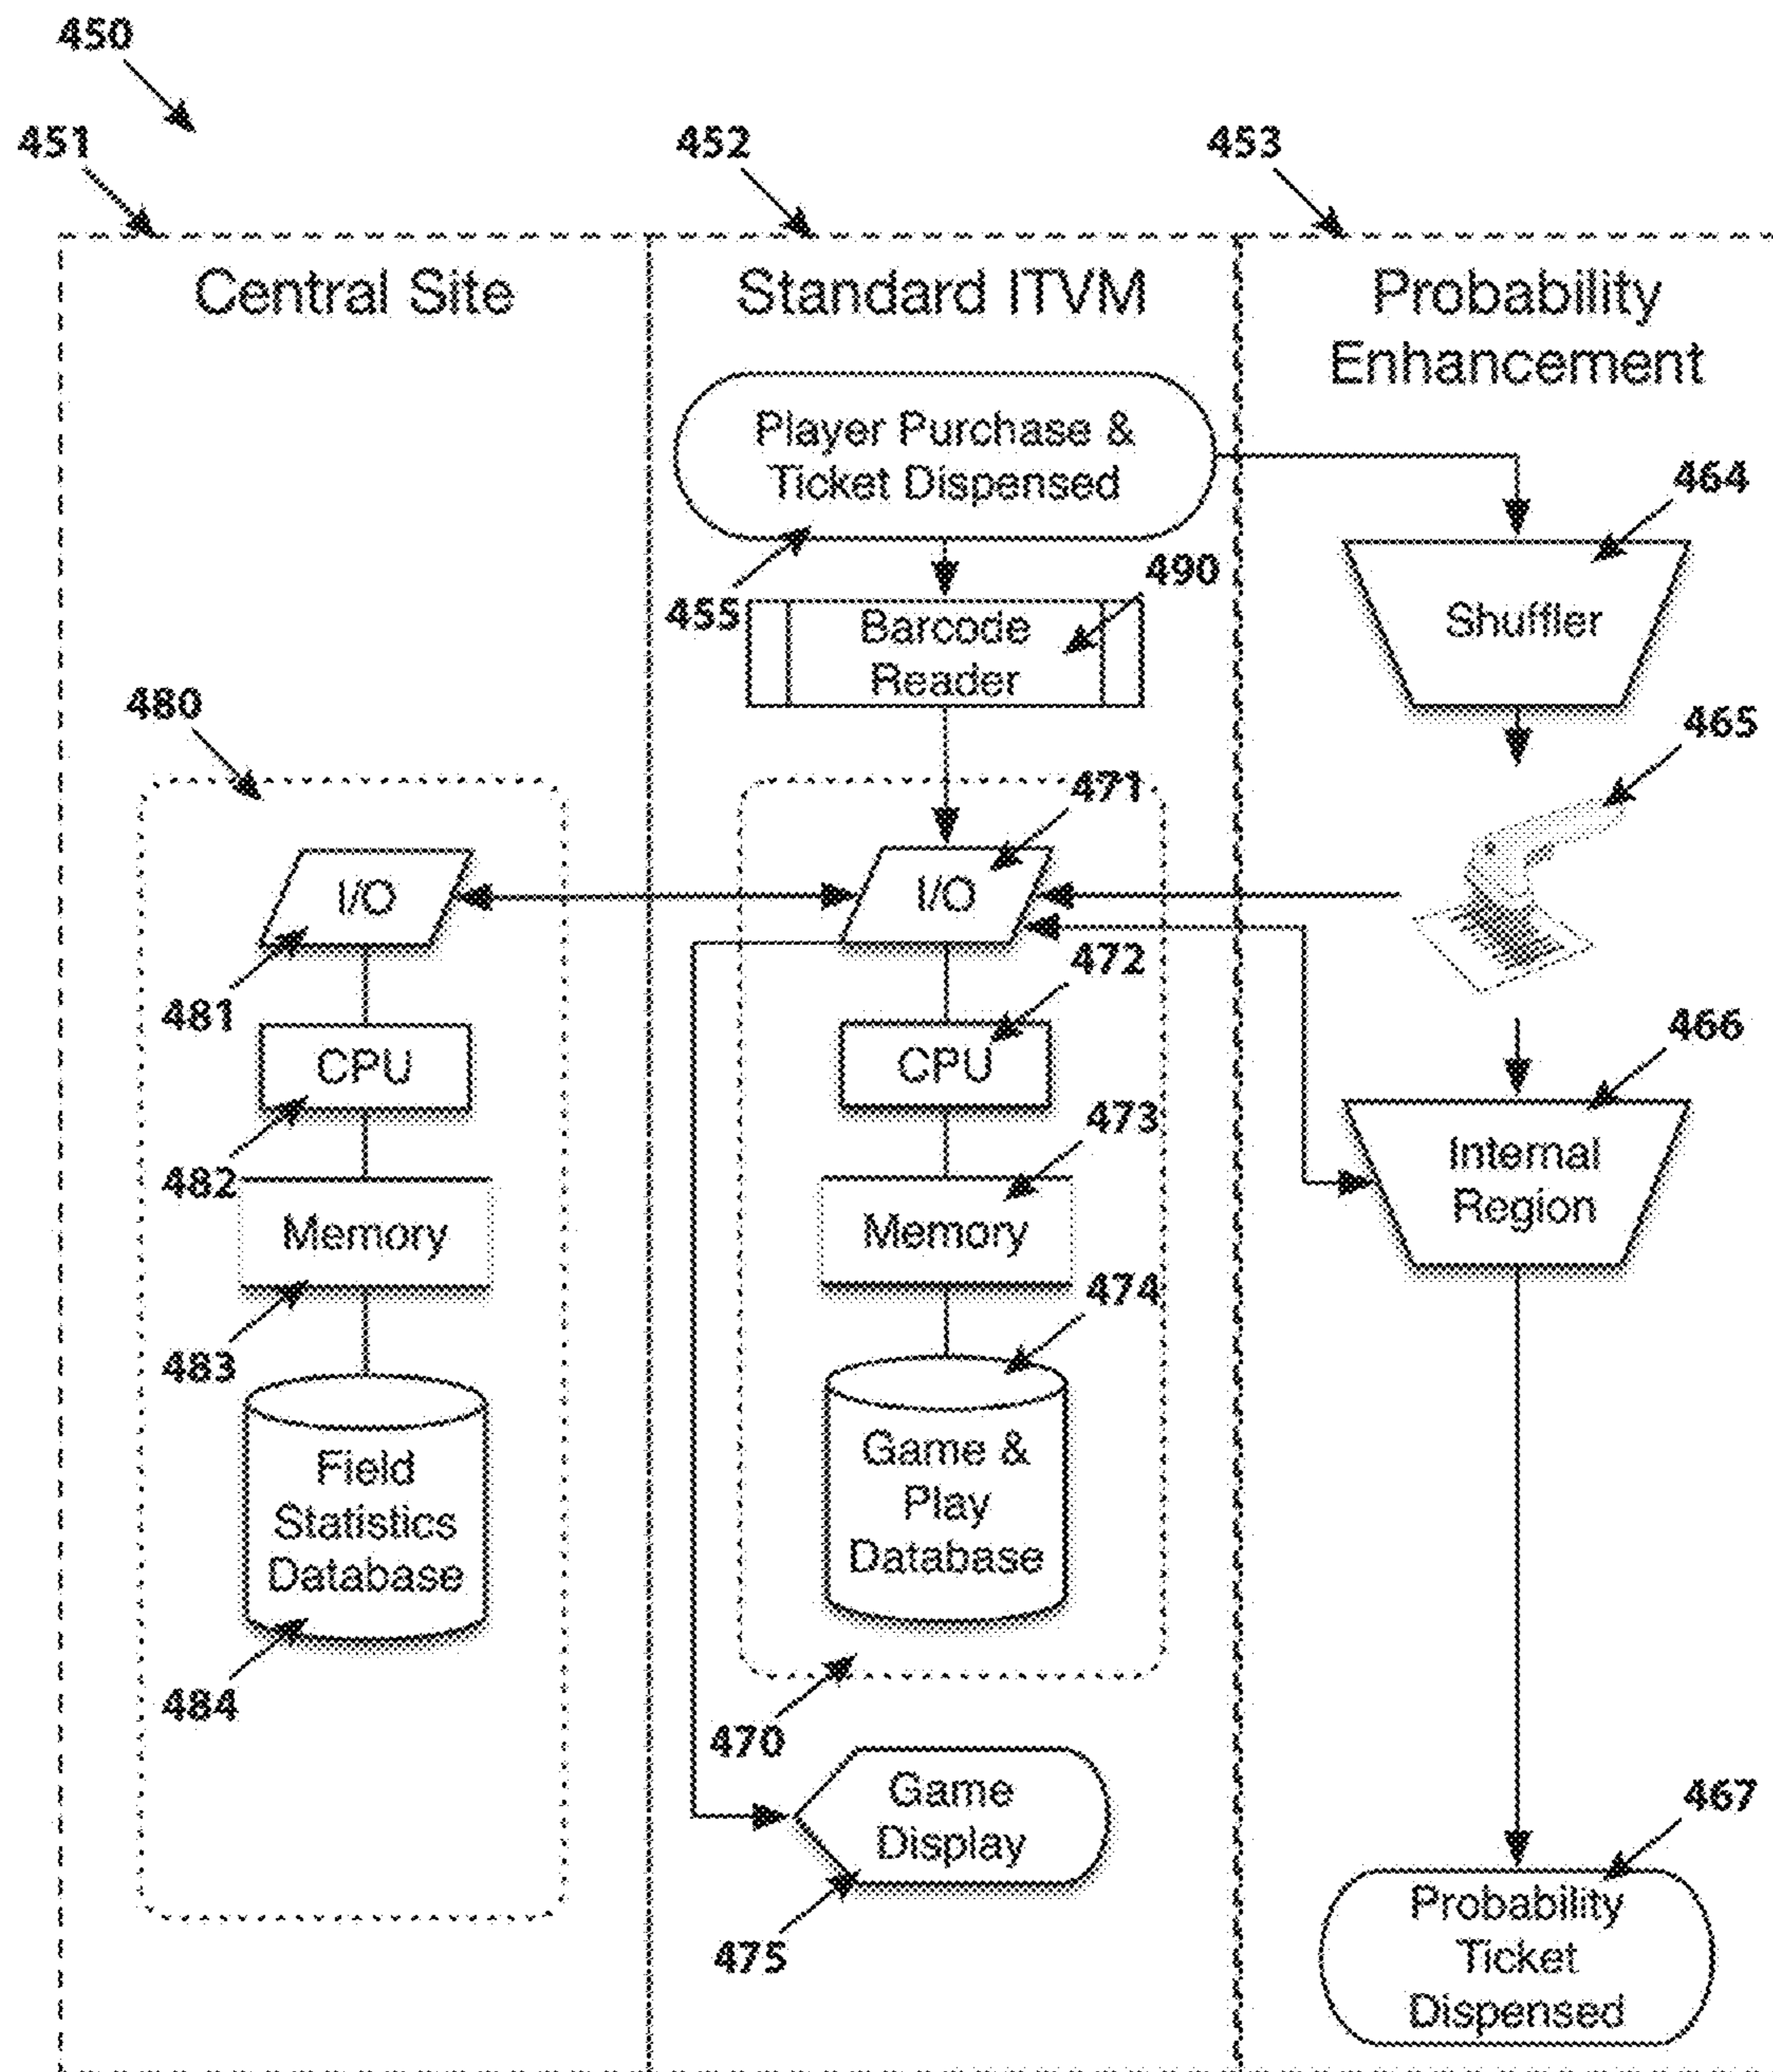 450
451
452
453
Central Site
Standard ITVM
Probability
Enhancement
Player Purchase &
Ticket Dispensed
455
490
Barcode
Reader
464
Shuffler
465
480
471
I/O
I/O
481
472
CPU
CPU
482
473
Memory
Memory
483
474
Field
Statistics
Database
484
Game &
Play
Database
470
466
Internal
Region
Game
Display
475
467
Probability
Ticket
Dispensed